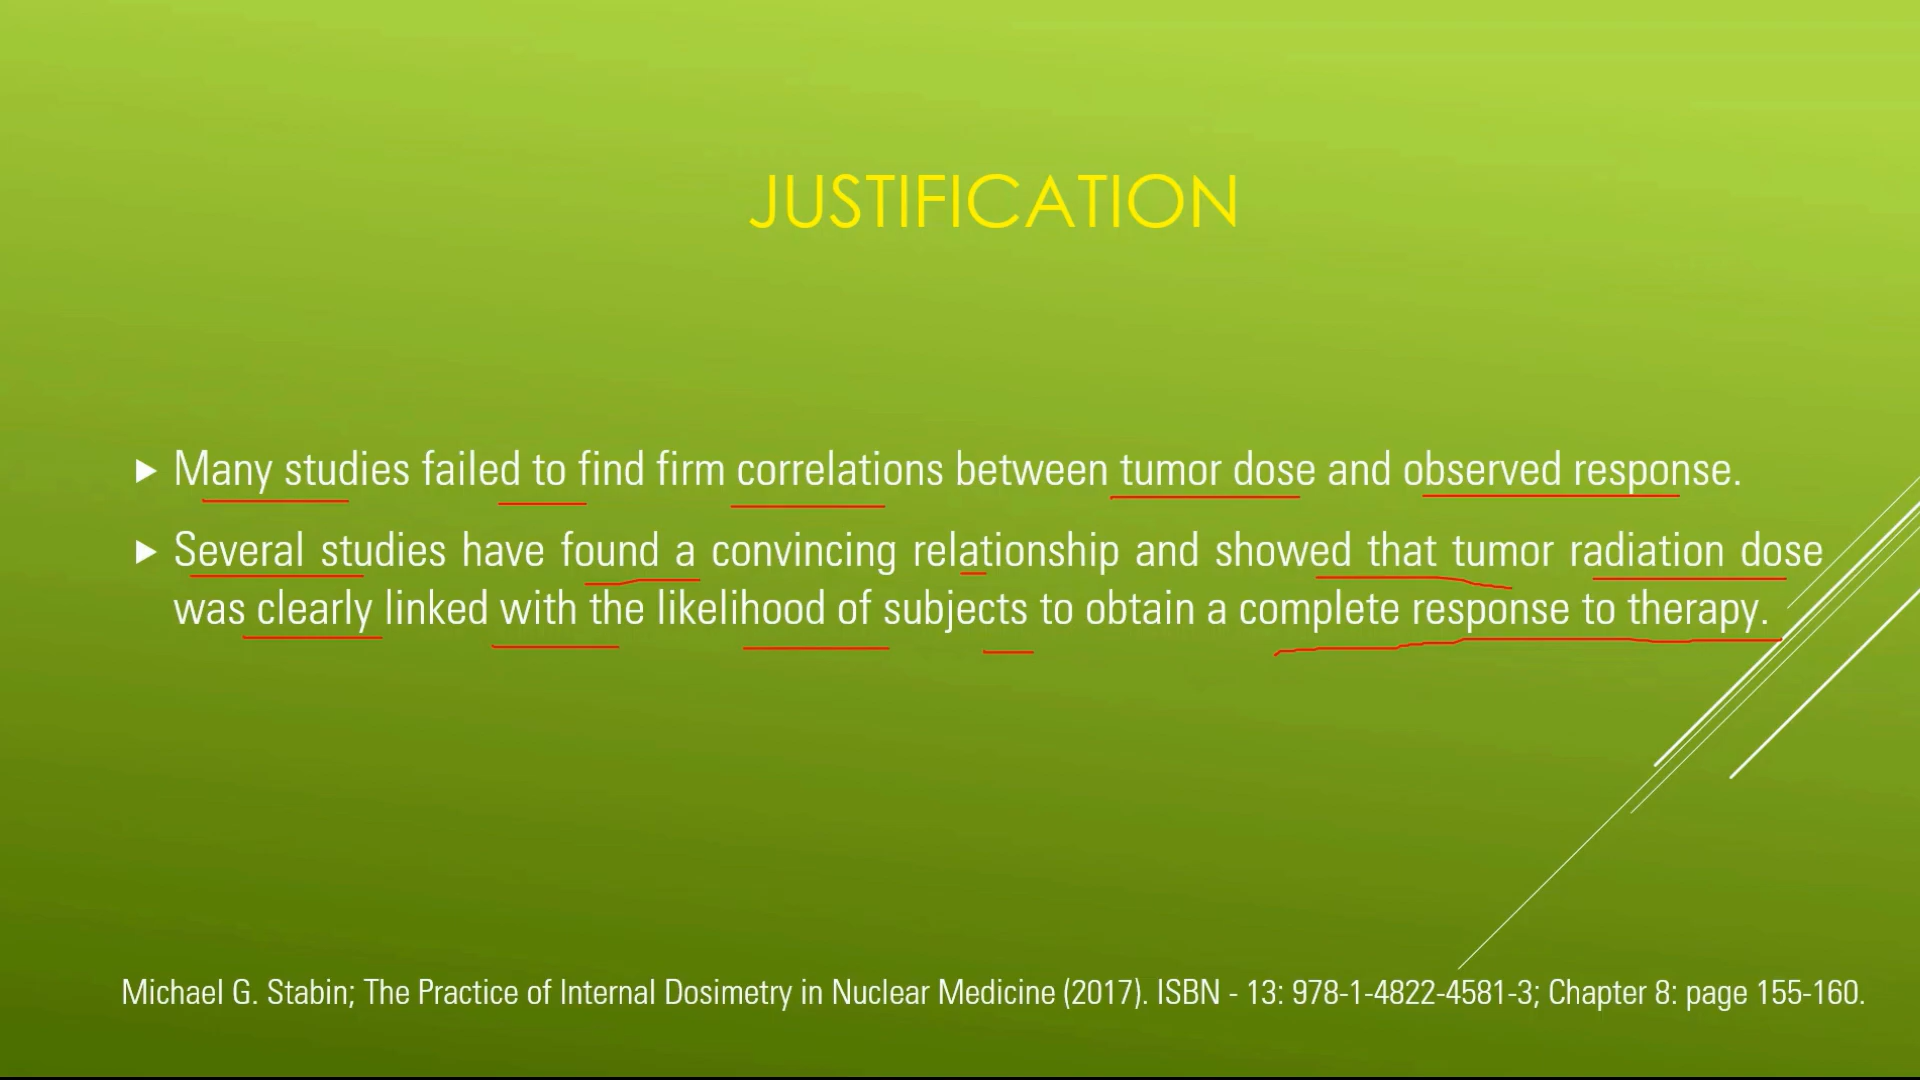 JUSTIFICATION
Many studies failed to find firm correlations between tumor dose and observed response.
Several studies have found a convincing relationship and showed that tumor radiation dose
was clearly linked with the likelihood of subjects to obtain a complete response to therapy.
Michael G. Stabin; The Practice of Internal Dosimetry in Nuclear Medicine (2017). ISBN - 13: 978-1-4822-4581-3; Chapter 8: page 155-160.